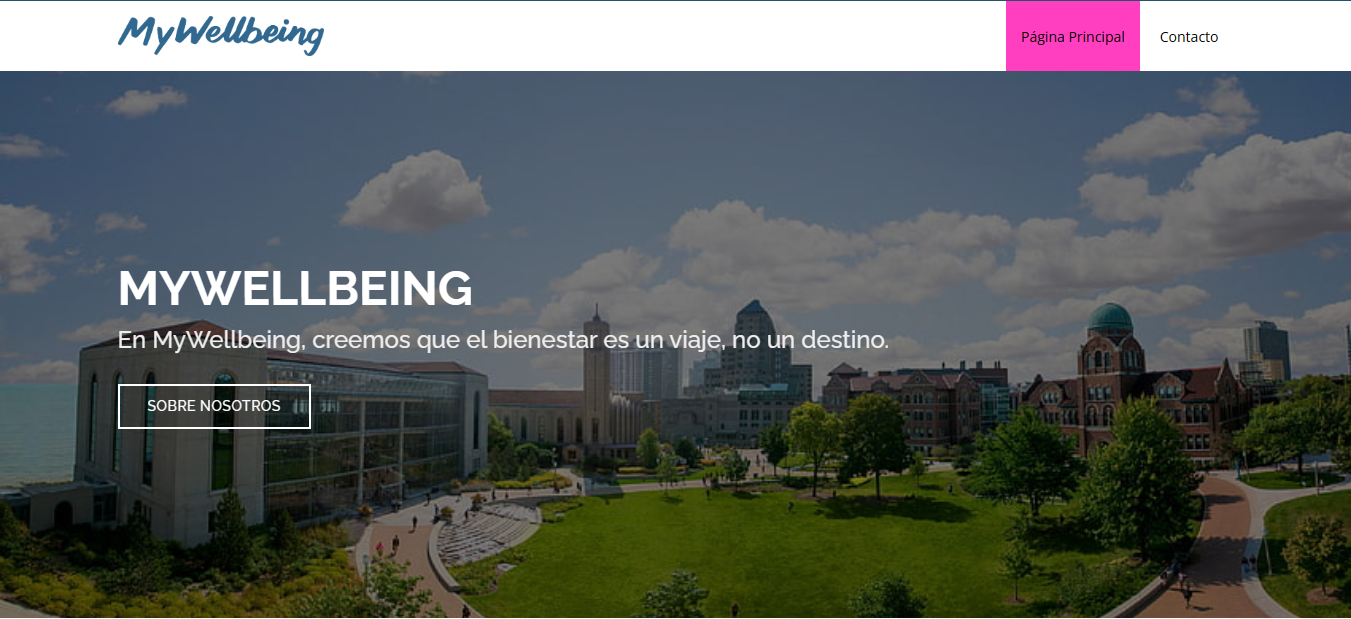 MyWellbeing
Página Principal
Contacto
MYWELLBEING
En MyWellbeing, creemos que el bienestar es un viaje, no un destino.
SOBRE NOSOTROS